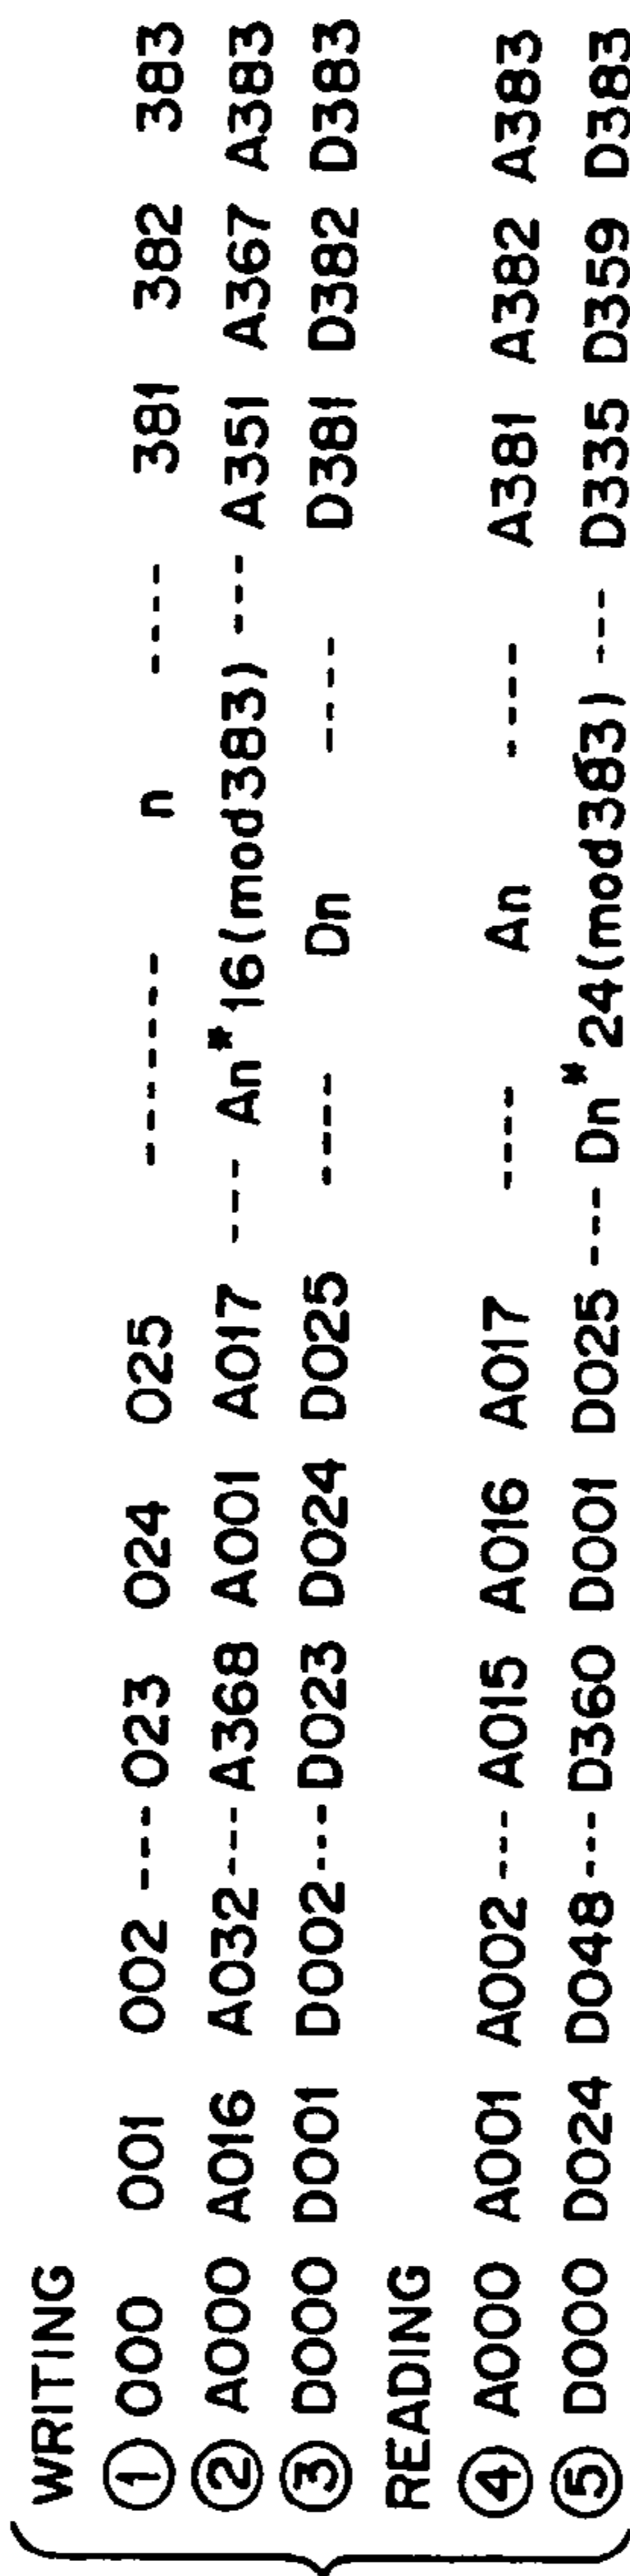 WRITING
① 000 001 002 --- 023 024 025 ------- n ---- 381 382 383
② A000 A016 A032 --- A368 A001 A017 --- An*16(mod383) --- A351 A367 A383
③ D000 D001 D002 --- D023 D024 D025 ---- Dn ---- D381 D382 D383
READING
④ A000 A001 A002 --- A015 A016 A017 ---- An ---- A381 A382 A383
⑤ D000 D024 D048 --- D360 D001 D025 --- Dn*24(mod383) --- D335 D359 D383